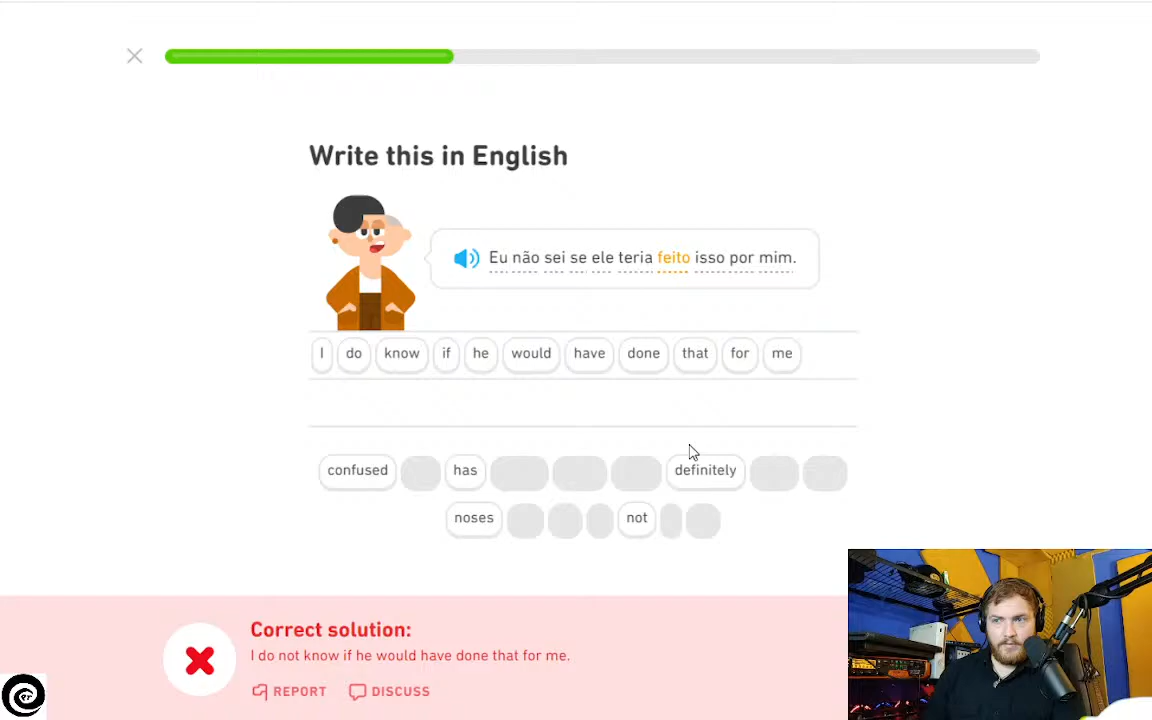 Write this in English
Eu não sei se ele teria feito isso por mim.
I do know if he would have done that for me
confused has definitely
noses not
Correct solution:
I do not know if he would have done that for me.
REPORT DISCUSS